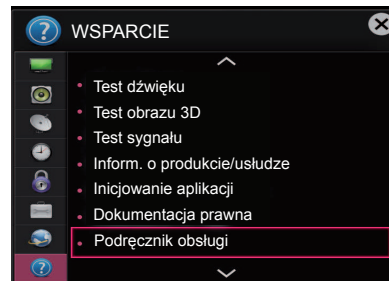 WSPARCIE
Test dźwięku
Test obrazu 3D
Test sygnału
Inform. o produkcie/usłudze
Inicjowanie aplikacji
Dokumentacja prawna
Podręcznik obsługi